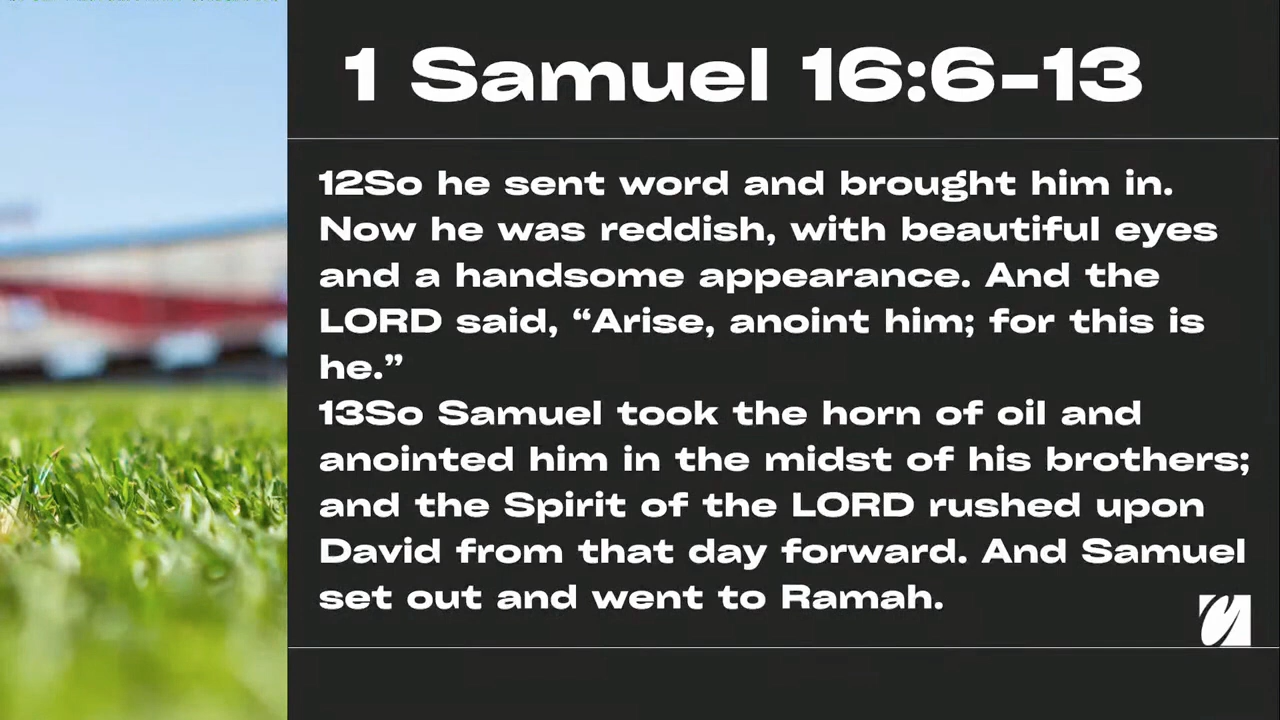 1 Samuel 16:6-13
12So he sent word and brought him in.
Now he was reddish, with beautiful eyes
and a handsome appearance. And the
LORD said, “Arise, anoint him; for this is
he.”
13So Samuel took the horn of oil and
anointed him in the midst of his brothers;
and the Spirit of the LORD rushed upon
David from that day forward. And Samuel
set out and went to Ramah.